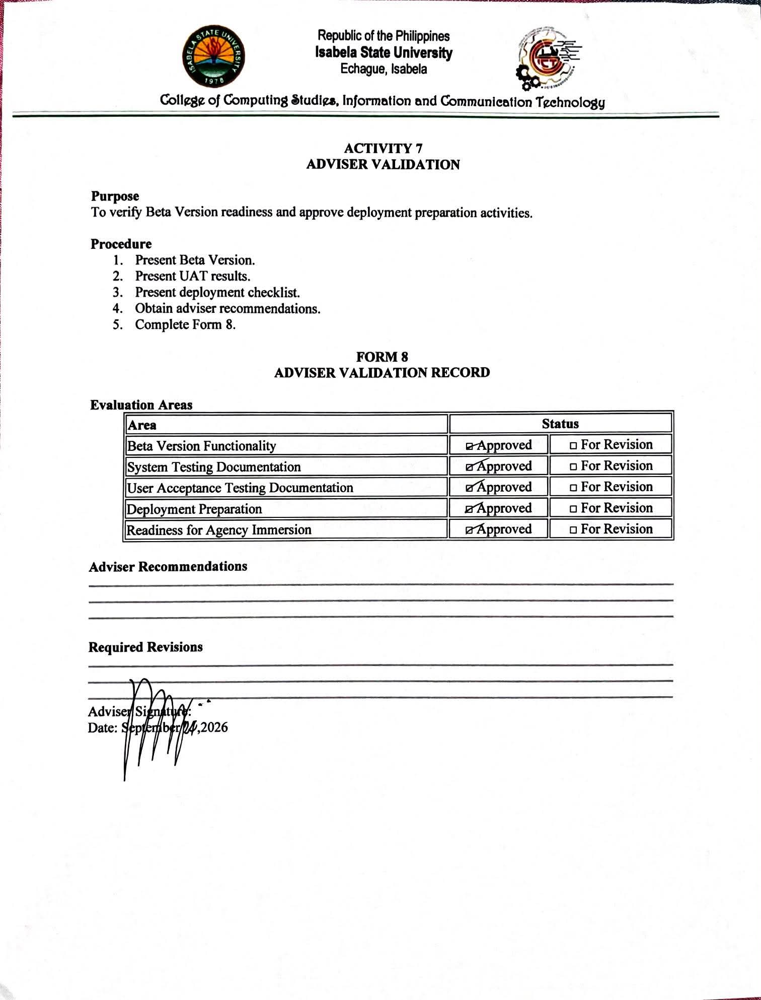 ISABELA STATE UNIVERSITY
1978
Republic of the Philippines
Isabela State University
Echague, Isabela
ICT
College of Computing Studies, Information and Communication Technology
ACTIVITY 7
ADVISER VALIDATION
Purpose
To verify Beta Version readiness and approve deployment preparation activities.
Procedure
1. Present Beta Version.
2. Present UAT results.
3. Present deployment checklist.
4. Obtain adviser recommendations.
5. Complete Form 8.
FORM 8
ADVISER VALIDATION RECORD
Evaluation Areas
Area Status
Beta Version Functionality ☑ Approved ☐ For Revision
System Testing Documentation ☑ Approved ☐ For Revision
User Acceptance Testing Documentation ☑ Approved ☐ For Revision
Deployment Preparation ☑ Approved ☐ For Revision
Readiness for Agency Immersion ☑ Approved ☐ For Revision
Adviser Recommendations
Required Revisions
Adviser Signature:
Date: September ,2026